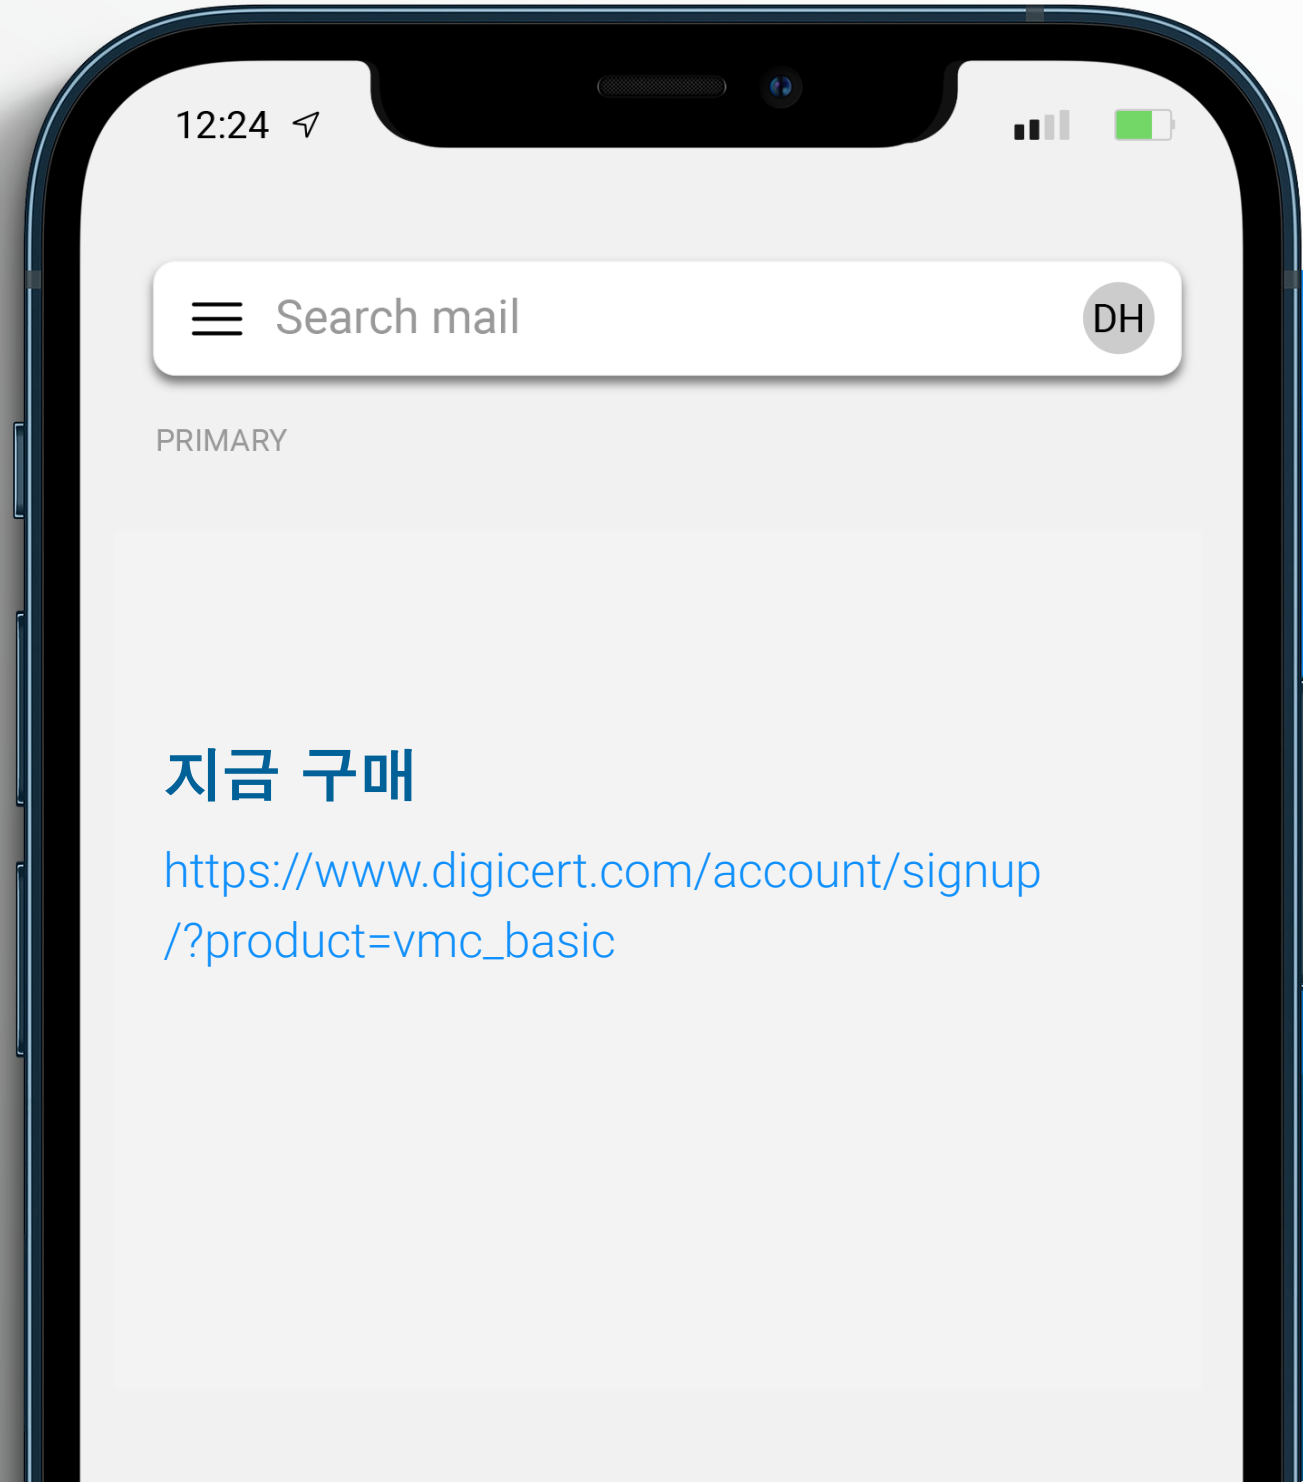 12:24
Search mail
DH
PRIMARY
지금 구매
https://www.digicert.com/account/signup
/?product=vmc_basic